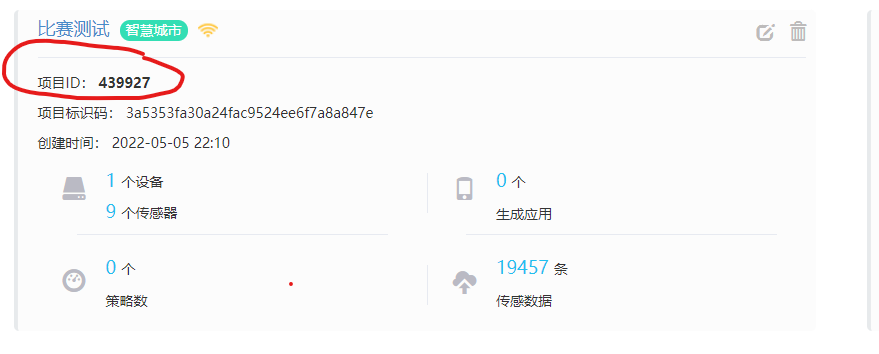 比赛测试 智慧城市
项目ID： 439927
项目标识码： 3a5353fa30a24fac9524ee6f7a8a847e
创建时间： 2022-05-05 22:10
1 个设备
9 个传感器
0 个
生成应用
0 个
策略数
19457 条
传感数据